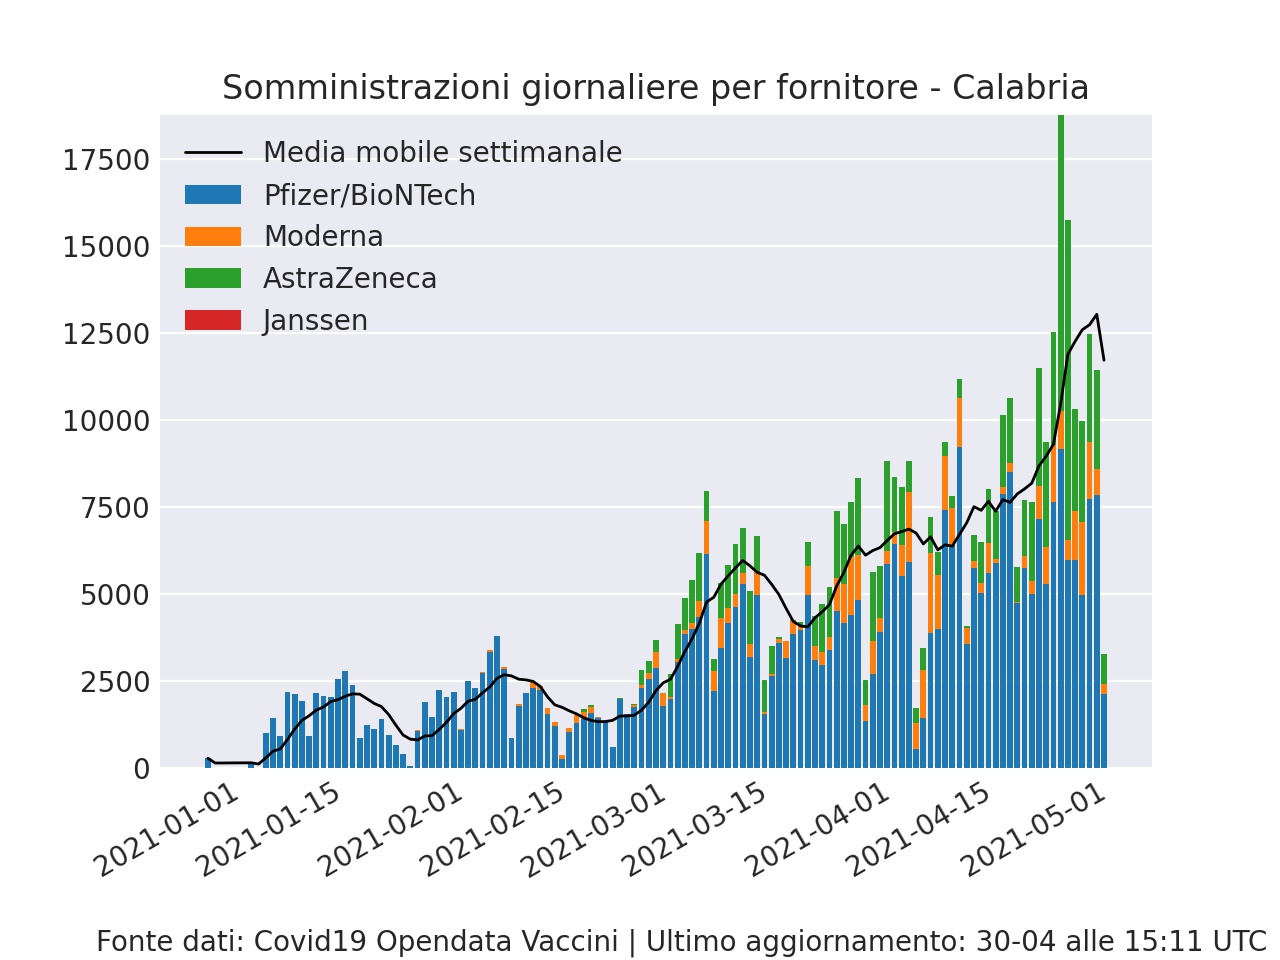 Somministrazioni giornaliere per fornitore - Calabria
Media mobile settimanale
Pfizer/BioNTech
Moderna
AstraZeneca
Janssen
17500
15000
12500
10000
7500
5000
2500
0
2021-01-01
2021-01-15
2021-02-01
2021-02-15
2021-03-01
2021-03-15
2021-04-01
2021-04-15
2021-05-01
Fonte dati: Covid19 Opendata Vaccini | Ultimo aggiornamento: 30-04 alle 15:11 UTC